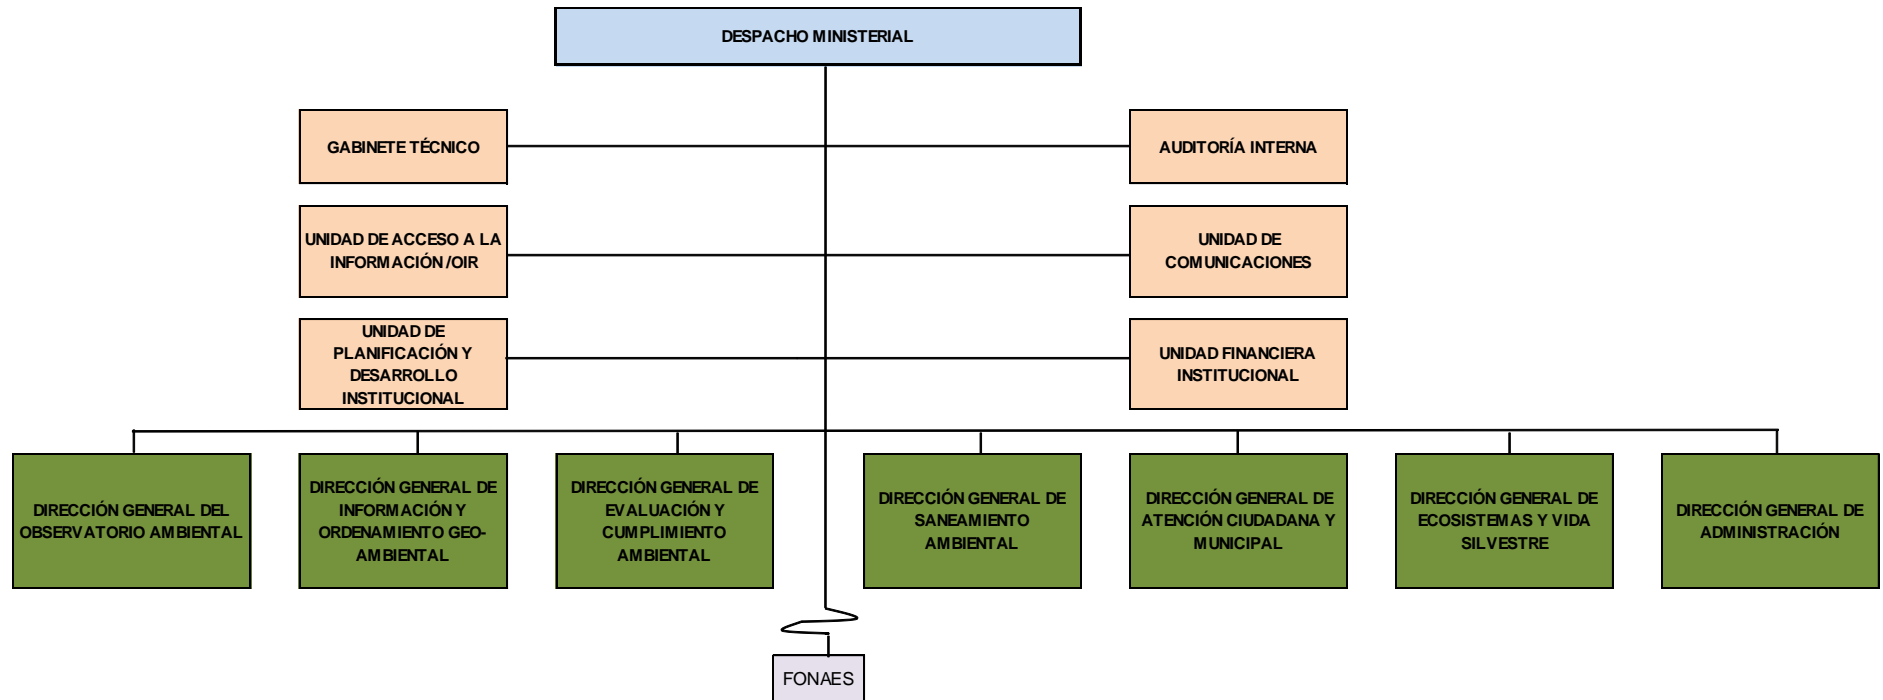 DESPACHO MINISTERIAL
GABINETE TÉCNICO
AUDITORÍA INTERNA
UNIDAD DE ACCESO A LA
INFORMACIÓN /OIR
UNIDAD DE
COMUNICACIONES
UNIDAD DE
PLANIFICACIÓN Y
DESARROLLO
INSTITUCIONAL
UNIDAD FINANCIERA
INSTITUCIONAL
DIRECCIÓN GENERAL DEL
OBSERVATORIO AMBIENTAL
DIRECCIÓN GENERAL DE
INFORMACIÓN Y
ORDENAMIENTO GEO-
AMBIENTAL
DIRECCIÓN GENERAL DE
EVALUACIÓN Y
CUMPLIMIENTO
AMBIENTAL
DIRECCIÓN GENERAL DE
SANEAMIENTO
AMBIENTAL
DIRECCIÓN GENERAL DE
ATENCIÓN CIUDADANA Y
MUNICIPAL
DIRECCIÓN GENERAL DE
ECOSISTEMAS Y VIDA
SILVESTRE
DIRECCIÓN GENERAL DE
ADMINISTRACIÓN
FONAES